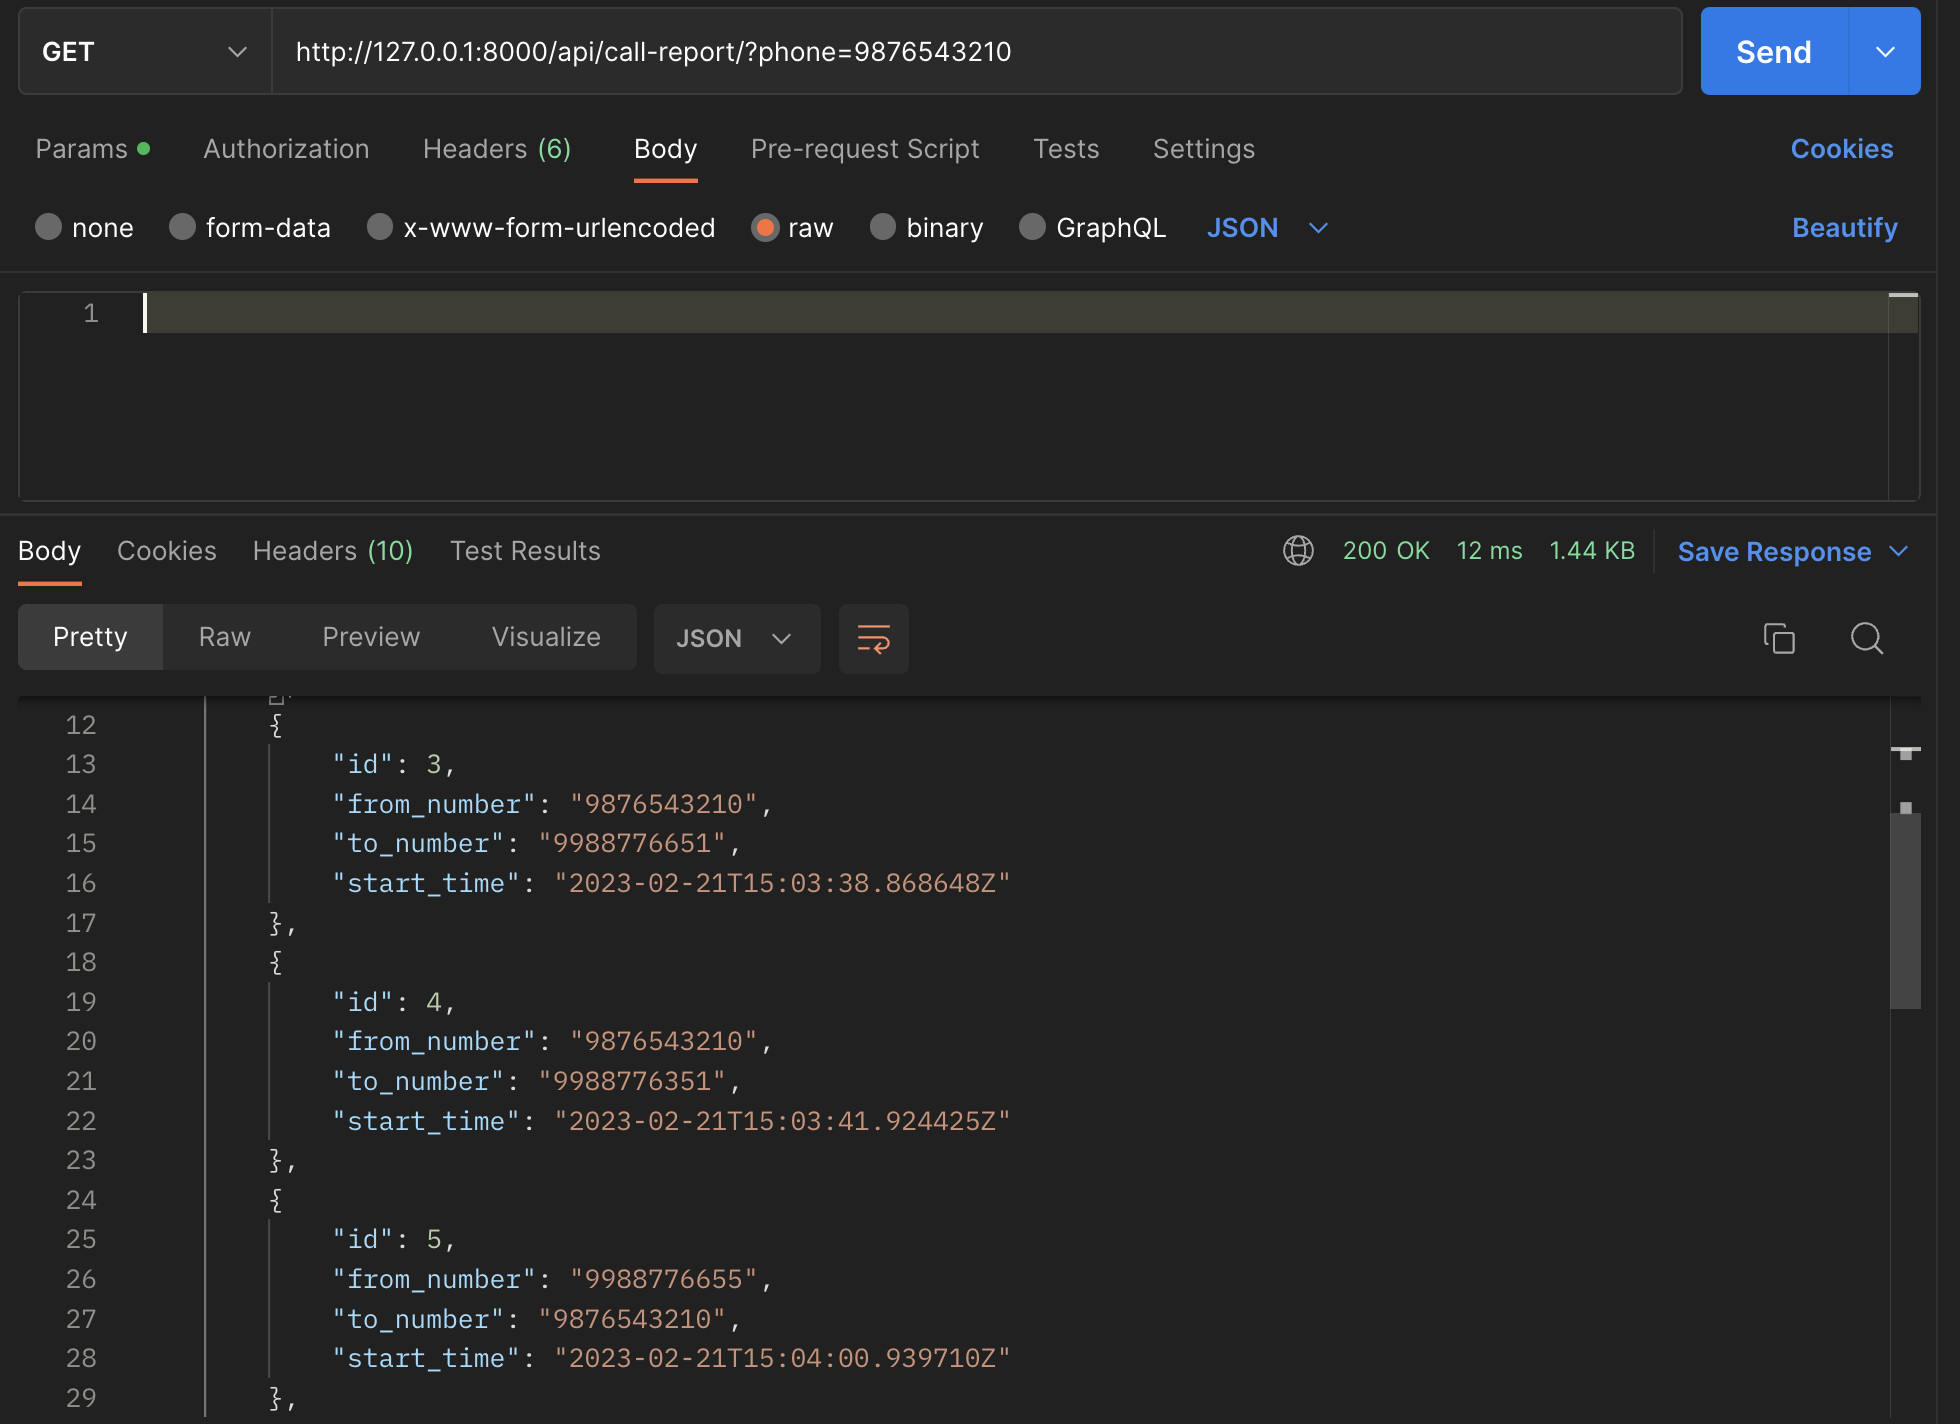 GET http://127.0.0.1:8000/api/call-report/?phone=9876543210 Send
Params Authorization Headers (6) Body Pre-request Script Tests Settings Cookies
none form-data x-www-form-urlencoded raw binary GraphQL JSON Beautify
1
Body Cookies Headers (10) Test Results 200 OK 12 ms 1.44 KB Save Response
Pretty Raw Preview Visualize JSON
12 {
13 "id": 3,
14 "from_number": "9876543210",
15 "to_number": "9988776651",
16 "start_time": "2023-02-21T15:03:38.868648Z"
17 },
18 {
19 "id": 4,
20 "from_number": "9876543210",
21 "to_number": "9988776351",
22 "start_time": "2023-02-21T15:03:41.924425Z"
23 },
24 {
25 "id": 5,
26 "from_number": "9988776655",
27 "to_number": "9876543210",
28 "start_time": "2023-02-21T15:04:00.939710Z"
29 },